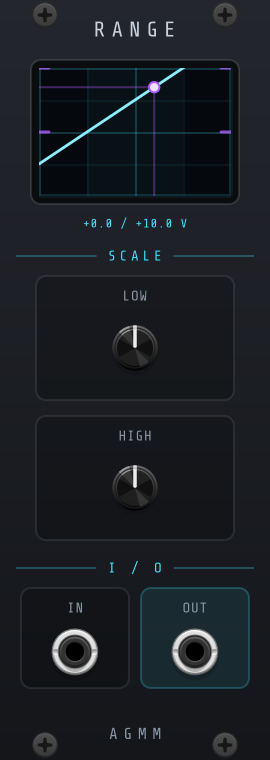 RANGE
+0.0 / +10.0 V
SCALE
LOW
HIGH
I / O
IN OUT
AGMM